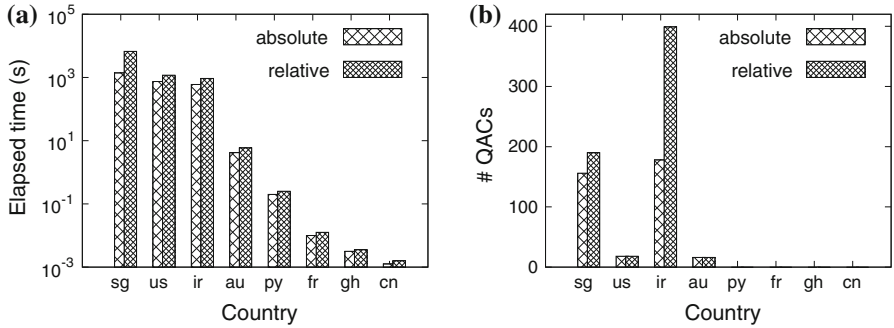 (a)
10^5
10^3
10^1
10^-1
10^-3
Elapsed time (s)
absolute
relative
sg us ir au py fr gh cn
Country
(b)
400
300
200
100
0
# QACs
absolute
relative
sg us ir au py fr gh cn
Country